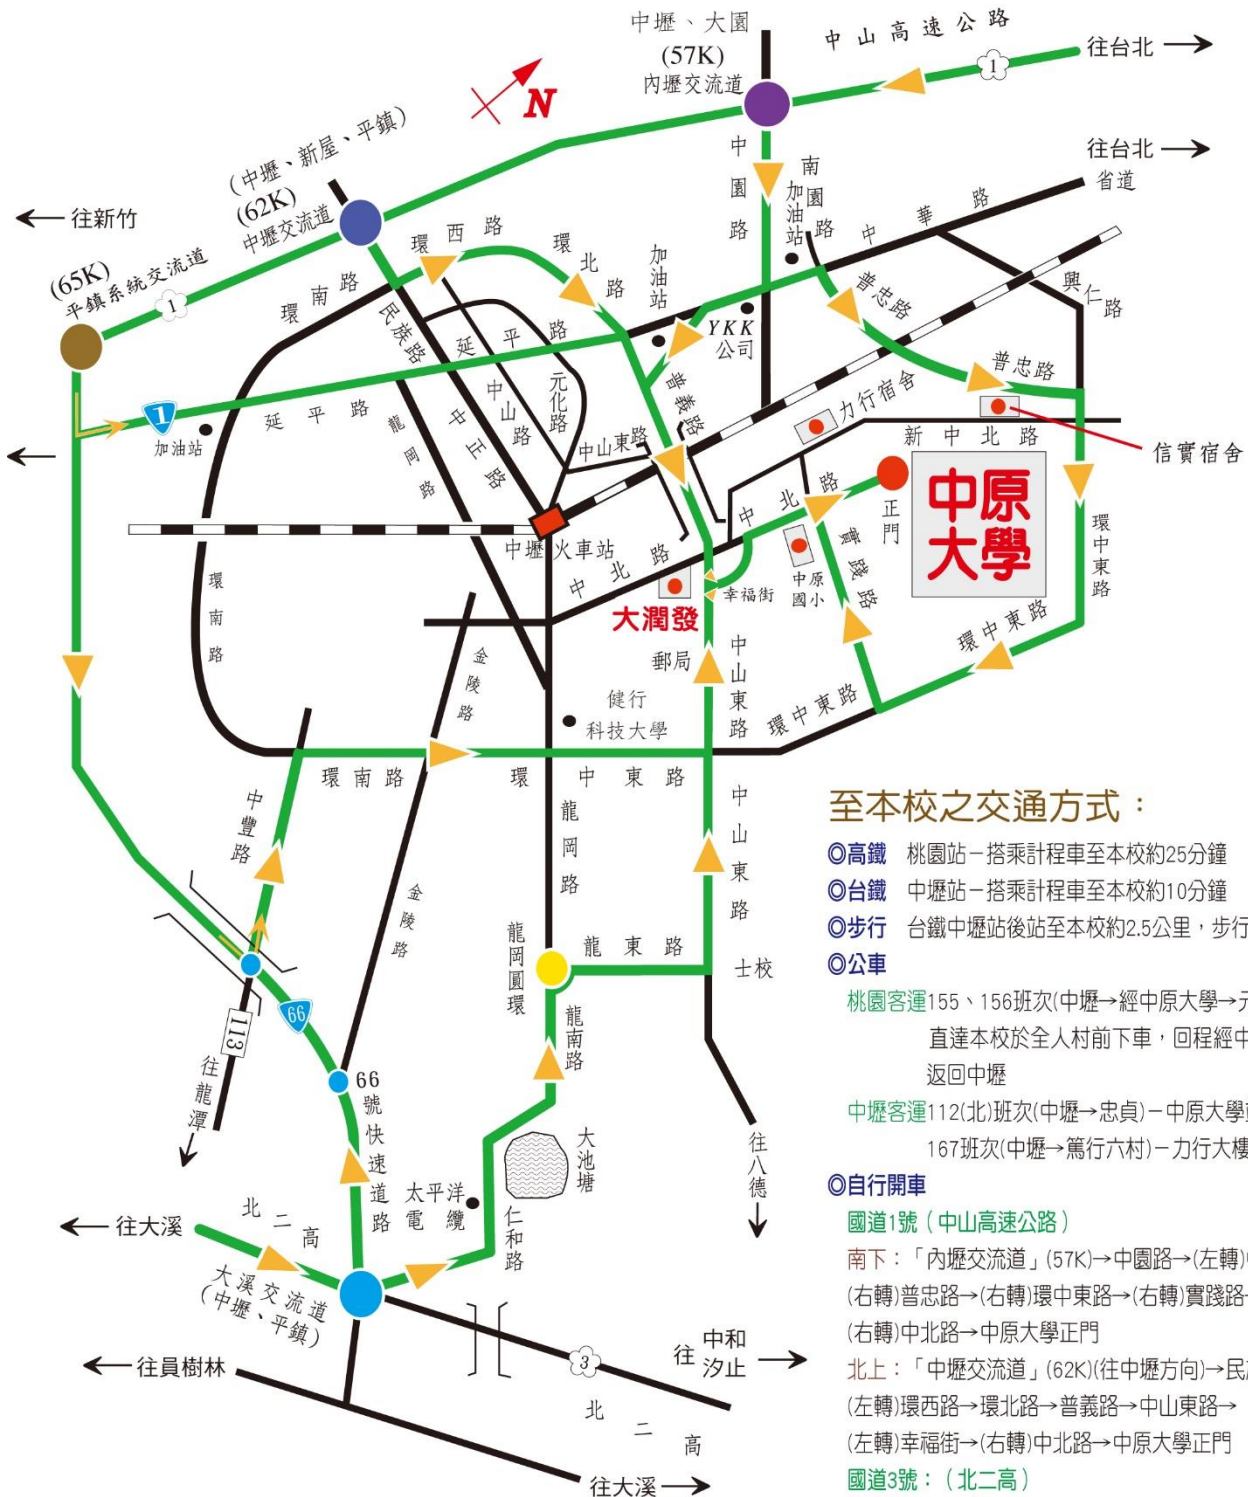 中壢、大園
(57K)
內壢交流道
中山高速公路
1
往台北
N
往台北
省道
(中壢、新屋、平鎮)
(62K)
中壢交流道
往新竹
(65K)
平鎮系統交流道
1
環西路
環北路
中園路
南園路
加油站
中華路
興仁路
環南路
民族路
加油站
YKK
公司
普忠路
普忠路
延平路
延平路
1
加油站
龍岡路
中正路
中山路
元化路
中山東路
普義路
力行宿舍
新中北路
信實宿舍
中原
大學
正門
中北路
中壢火車站
中北路
大潤發
幸福街
中原
國小
實踐路
環中東路
環中東路
環中東路
環南路
金陵路
郵局
中山東路
健行
科技大學
環南路
環中東路
中豐路
金陵路
龍岡路
中山東路
龍岡圓環
龍東路
士校
龍南路
66
113
往龍潭
66
號快速道路
太平洋
電纜
大池塘
仁和路
往八德
往大溪
北二高
大溪交流道
(中壢、平鎮)
往員樹林
3
往
中和
汐止
北二高
往大溪
至本校之交通方式：
◎高鐵 桃園站－搭乘計程車至本校約25分鐘
◎台鐵 中壢站－搭乘計程車至本校約10分鐘
◎步行 台鐵中壢站後站至本校約2.5公里，步行
◎公車
桃園客運155、156班次(中壢→經中原大學→元
直達本校於全人村前下車，回程經中
返回中壢
中壢客運112(北)班次(中壢→忠貞)－中原大學
167班次(中壢→篤行六村)－力行大樓
◎自行開車
國道1號（中山高速公路）
南下：「內壢交流道」(57K)→中園路→(左轉)
(右轉)普忠路→(右轉)環中東路→(右轉)實踐路
(右轉)中北路→中原大學正門
北上：「中壢交流道」(62K)(往中壢方向)→民
(左轉)環西路→環北路→普義路→中山東路→
(左轉)幸福街→(右轉)中北路→中原大學正門
國道3號：（北二高）